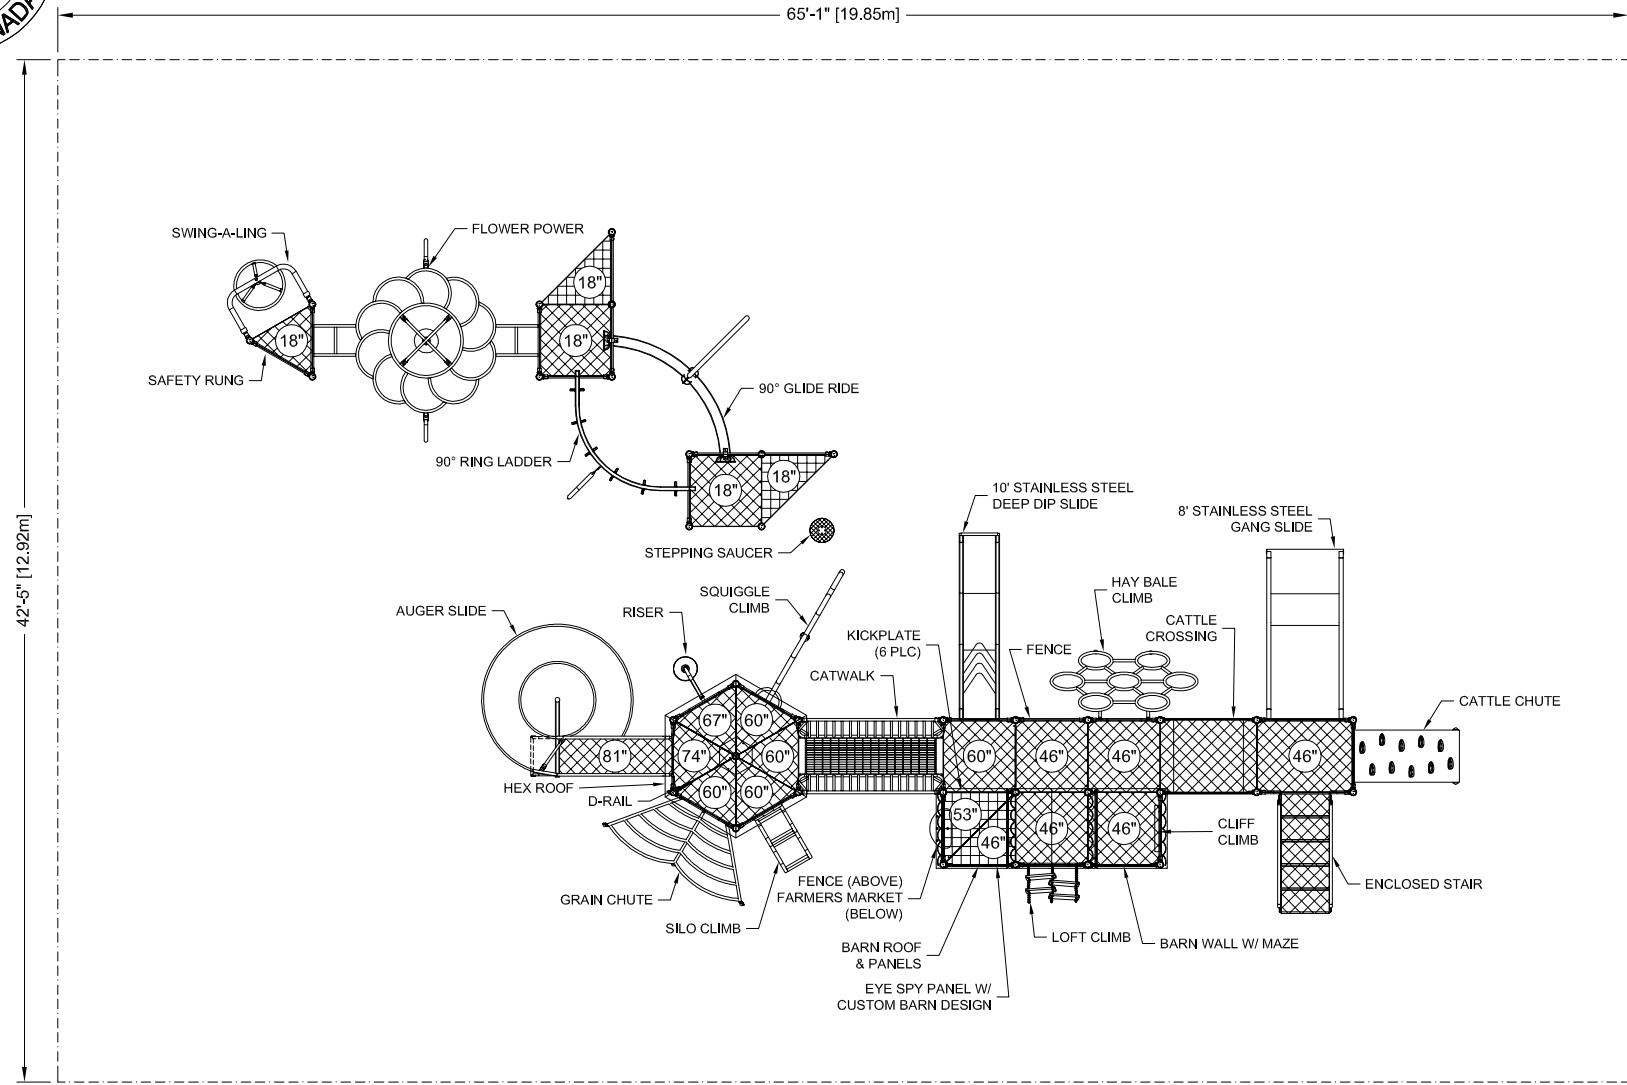 65'-1" [19.85m]
42'-5" [12.92m]
SWING-A-LING
FLOWER POWER
18"
18"
18"
SAFETY RUNG
90° GLIDE RIDE
90° RING LADDER
18"
18"
STEPPING SAUCER
10' STAINLESS STEEL
DEEP DIP SLIDE
8' STAINLESS STEEL
GANG SLIDE
AUGER SLIDE
RISER
SQUIGGLE
CLIMB
HAY BALE
CLIMB
CATTLE
CROSSING
KICKPLATE
(6 PLC)
FENCE
CATWALK
CATTLE CHUTE
67"
60"
81"
74"
60"
60"
46"
46"
46"
HEX ROOF
D-RAIL
60"
60"
53"
46"
46"
46"
CLIFF
CLIMB
GRAIN CHUTE
SILO CLIMB
FENCE (ABOVE)
FARMERS MARKET
(BELOW)
ENCLOSED STAIR
LOFT CLIMB
BARN WALL W/ MAZE
BARN ROOF
& PANELS
EYE SPY PANEL W/
CUSTOM BARN DESIGN